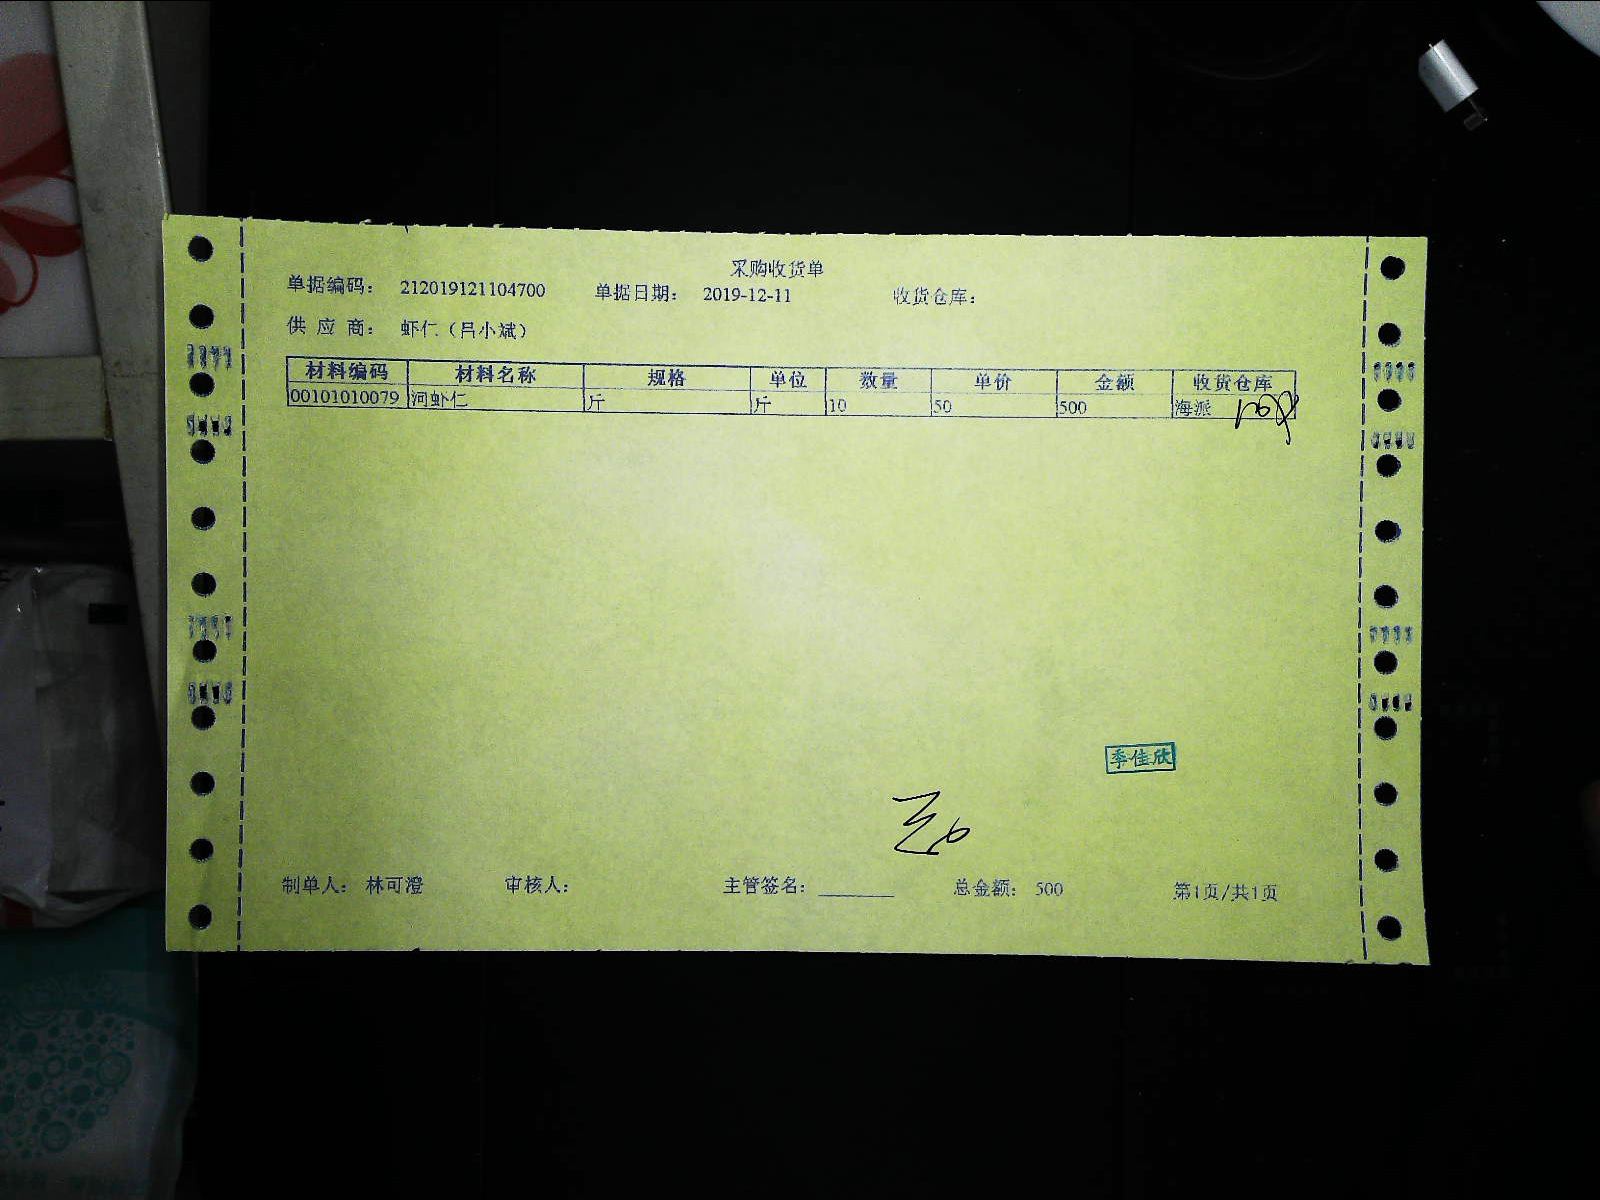 采购收货单
单据编码： 212019121104700 单据日期： 2019-12-11 收货仓库：
供 应 商： 虾仁（吕小斌）
材料编码 材料名称 规格 单位 数量 单价 金额 收货仓库
00101010079 河虾仁 斤 斤 10 50 500 海派
季佳欣
制单人： 林可澄 审核人： 主管签名：________ 总金额： 500 第1页/共1页